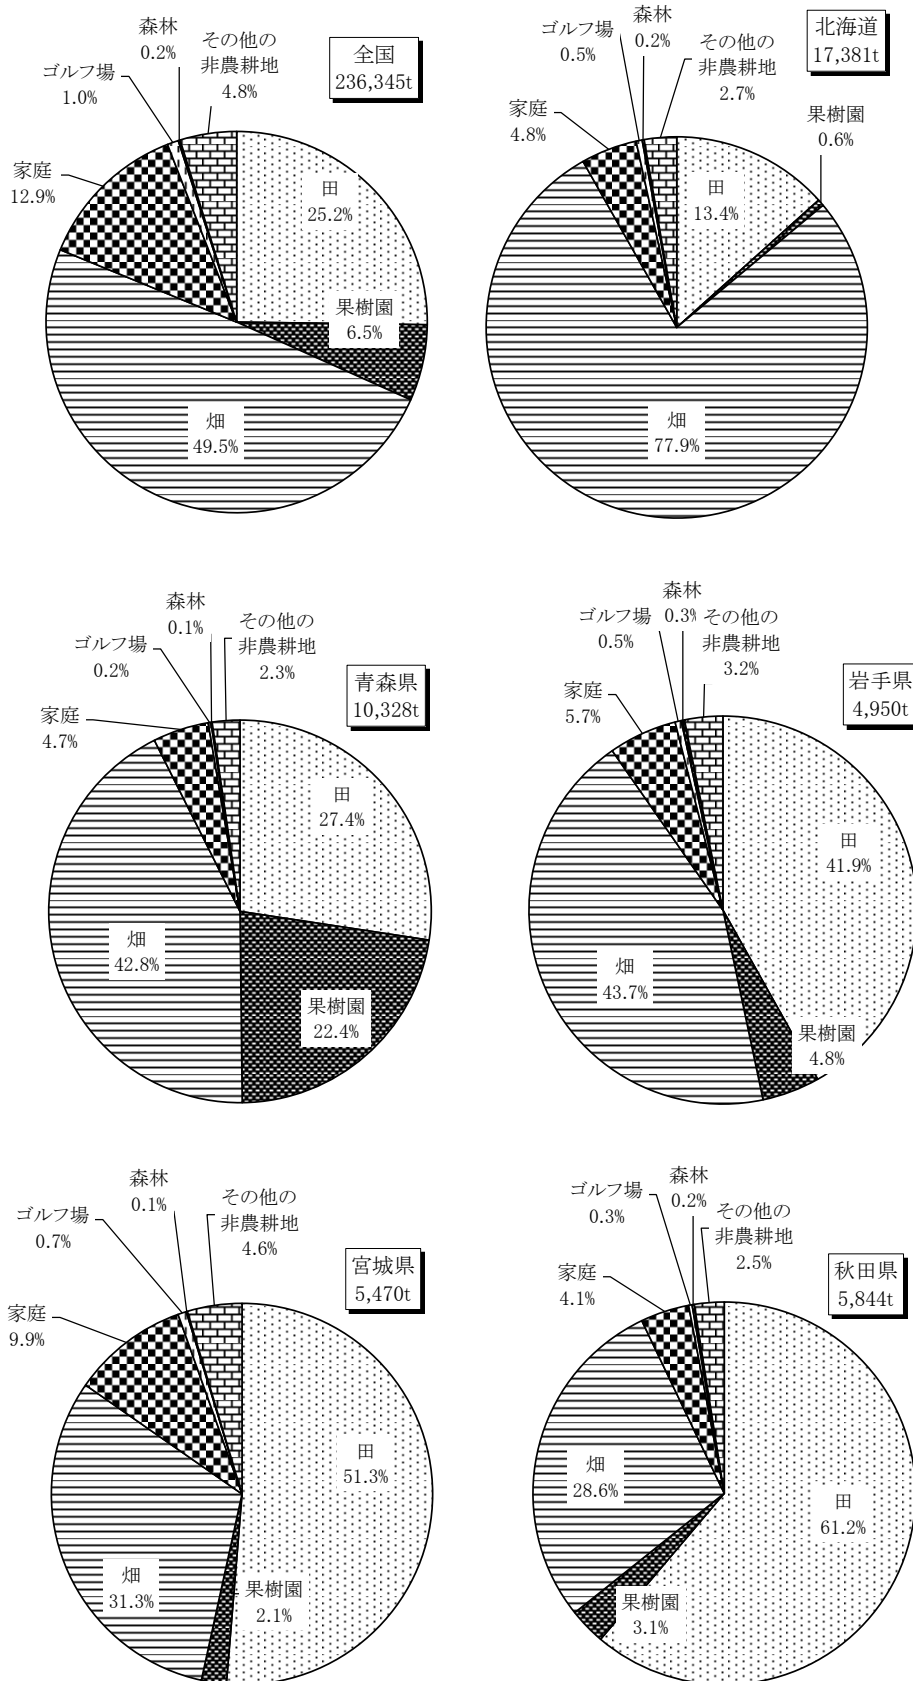 全国
236,345t
森林
0.2%
その他の
非農耕地
4.8%
ゴルフ場
1.0%
家庭
12.9%
田
25.2%
果樹園
6.5%
畑
49.5%
北海道
17,381t
森林
0.2%
その他の
非農耕地
2.7%
ゴルフ場
0.5%
家庭
4.8%
果樹園
0.6%
田
13.4%
畑
77.9%
青森県
10,328t
森林
0.1%
その他の
非農耕地
2.3%
ゴルフ場
0.2%
家庭
4.7%
田
27.4%
畑
42.8%
果樹園
22.4%
岩手県
4,950t
森林
0.3%
その他の
非農耕地
3.2%
ゴルフ場
0.5%
家庭
5.7%
田
41.9%
畑
43.7%
果樹園
4.8%
宮城県
5,470t
森林
0.1%
その他の
非農耕地
4.6%
ゴルフ場
0.7%
家庭
9.9%
田
51.3%
畑
31.3%
果樹園
2.1%
秋田県
5,844t
森林
0.2%
その他の
非農耕地
2.5%
ゴルフ場
0.3%
家庭
4.1%
畑
28.6%
田
61.2%
果樹園
3.1%